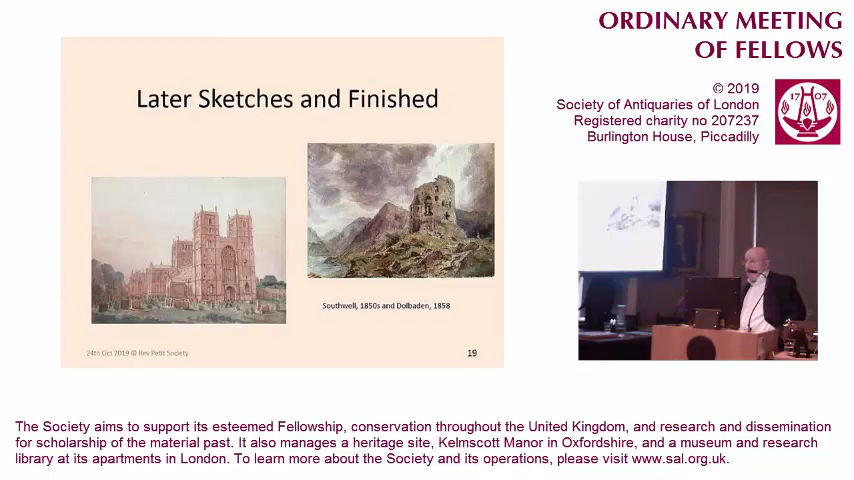 ORDINARY MEETING
OF FELLOWS
© 2019
Society of Antiquaries of London
Registered charity no 207237
Burlington House, Piccadilly
17 07
Later Sketches and Finished
Southwell, 1850s and Dolbaden, 1858
24th Oct 2019 © Rev Petit Society
19
The Society aims to support its esteemed Fellowship, conservation throughout the United Kingdom, and research and dissemination
for scholarship of the material past. It also manages a heritage site, Kelmscott Manor in Oxfordshire, and a museum and research
library at its apartments in London. To learn more about the Society and its operations, please visit www.sal.org.uk.